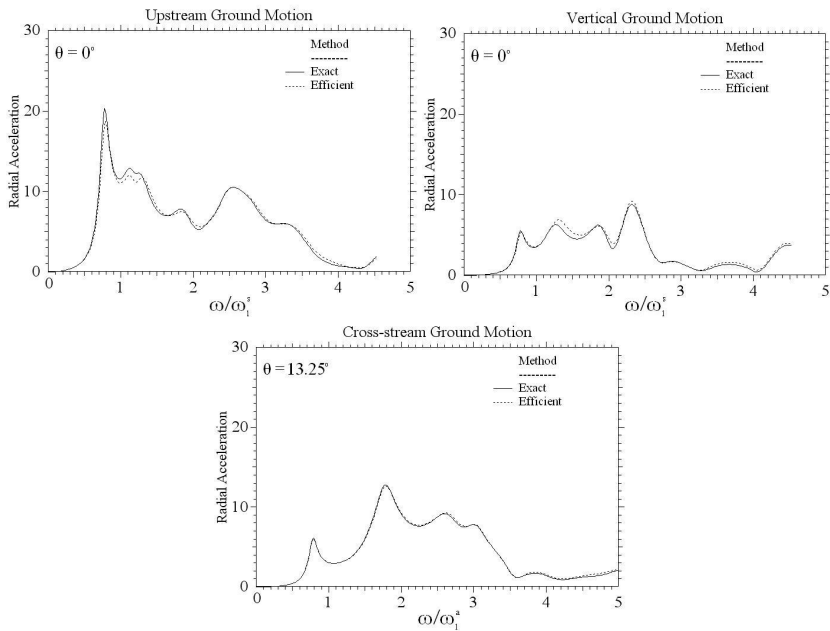 Upstream Ground Motion
30
20
10
0
Radial Acceleration
θ = 0°
Method
---------
Exact
Efficient
0 1 2 3 4 5
ω/ω₁ˢ
Vertical Ground Motion
30
20
10
0
Radial Acceleration
θ = 0°
Method
---------
Exact
Efficient
0 1 2 3 4 5
ω/ω₁ˢ
Cross-stream Ground Motion
30
20
10
0
Radial Acceleration
θ = 13.25°
Method
---------
Exact
Efficient
0 1 2 3 4 5
ω/ω₁ᵃ